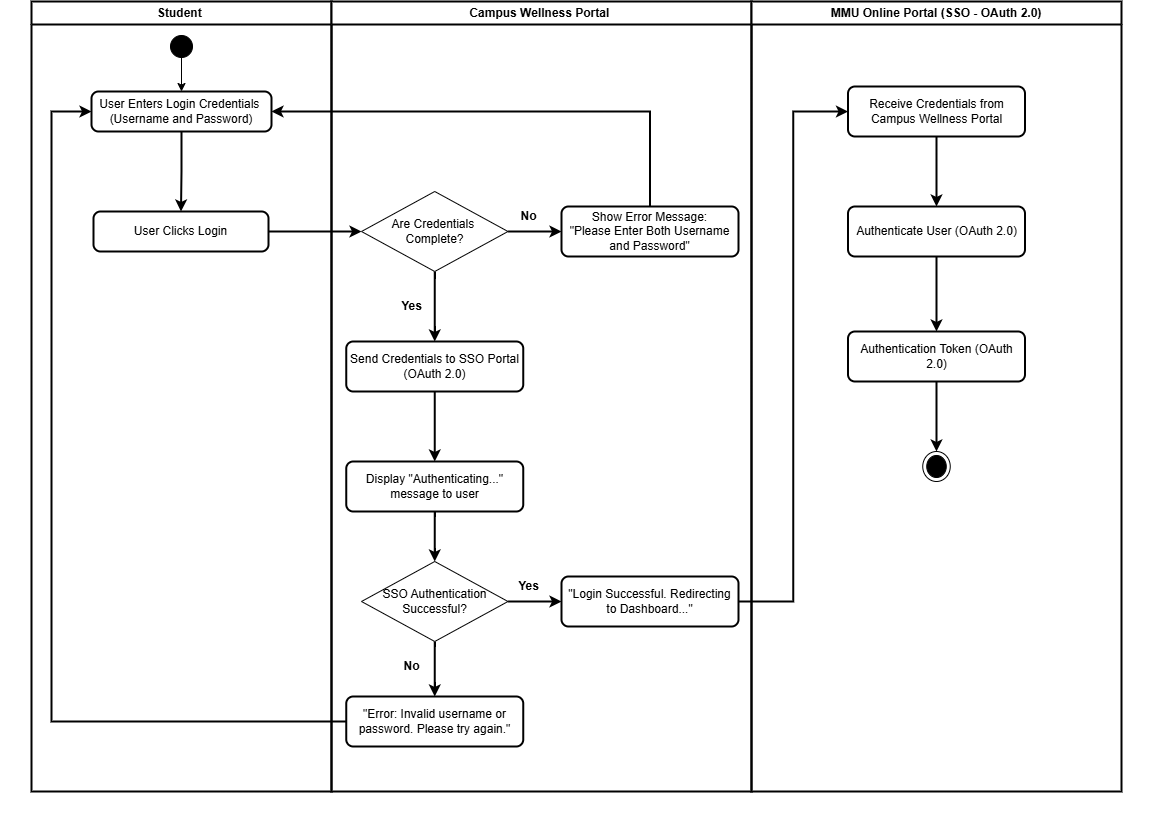 Student
Campus Wellness Portal
MMU Online Portal (SSO - OAuth 2.0)
User Enters Login Credentials
(Username and Password)
Receive Credentials from
Campus Wellness Portal
User Clicks Login
Are Credentials
Complete?
No
Show Error Message:
"Please Enter Both Username
and Password"
Authenticate User (OAuth 2.0)
Yes
Send Credentials to SSO Portal
(OAuth 2.0)
Authentication Token (OAuth
2.0)
Display "Authenticating..."
message to user
SSO Authentication
Successful?
Yes
"Login Successful. Redirecting
to Dashboard..."
No
"Error: Invalid username or
password. Please try again."